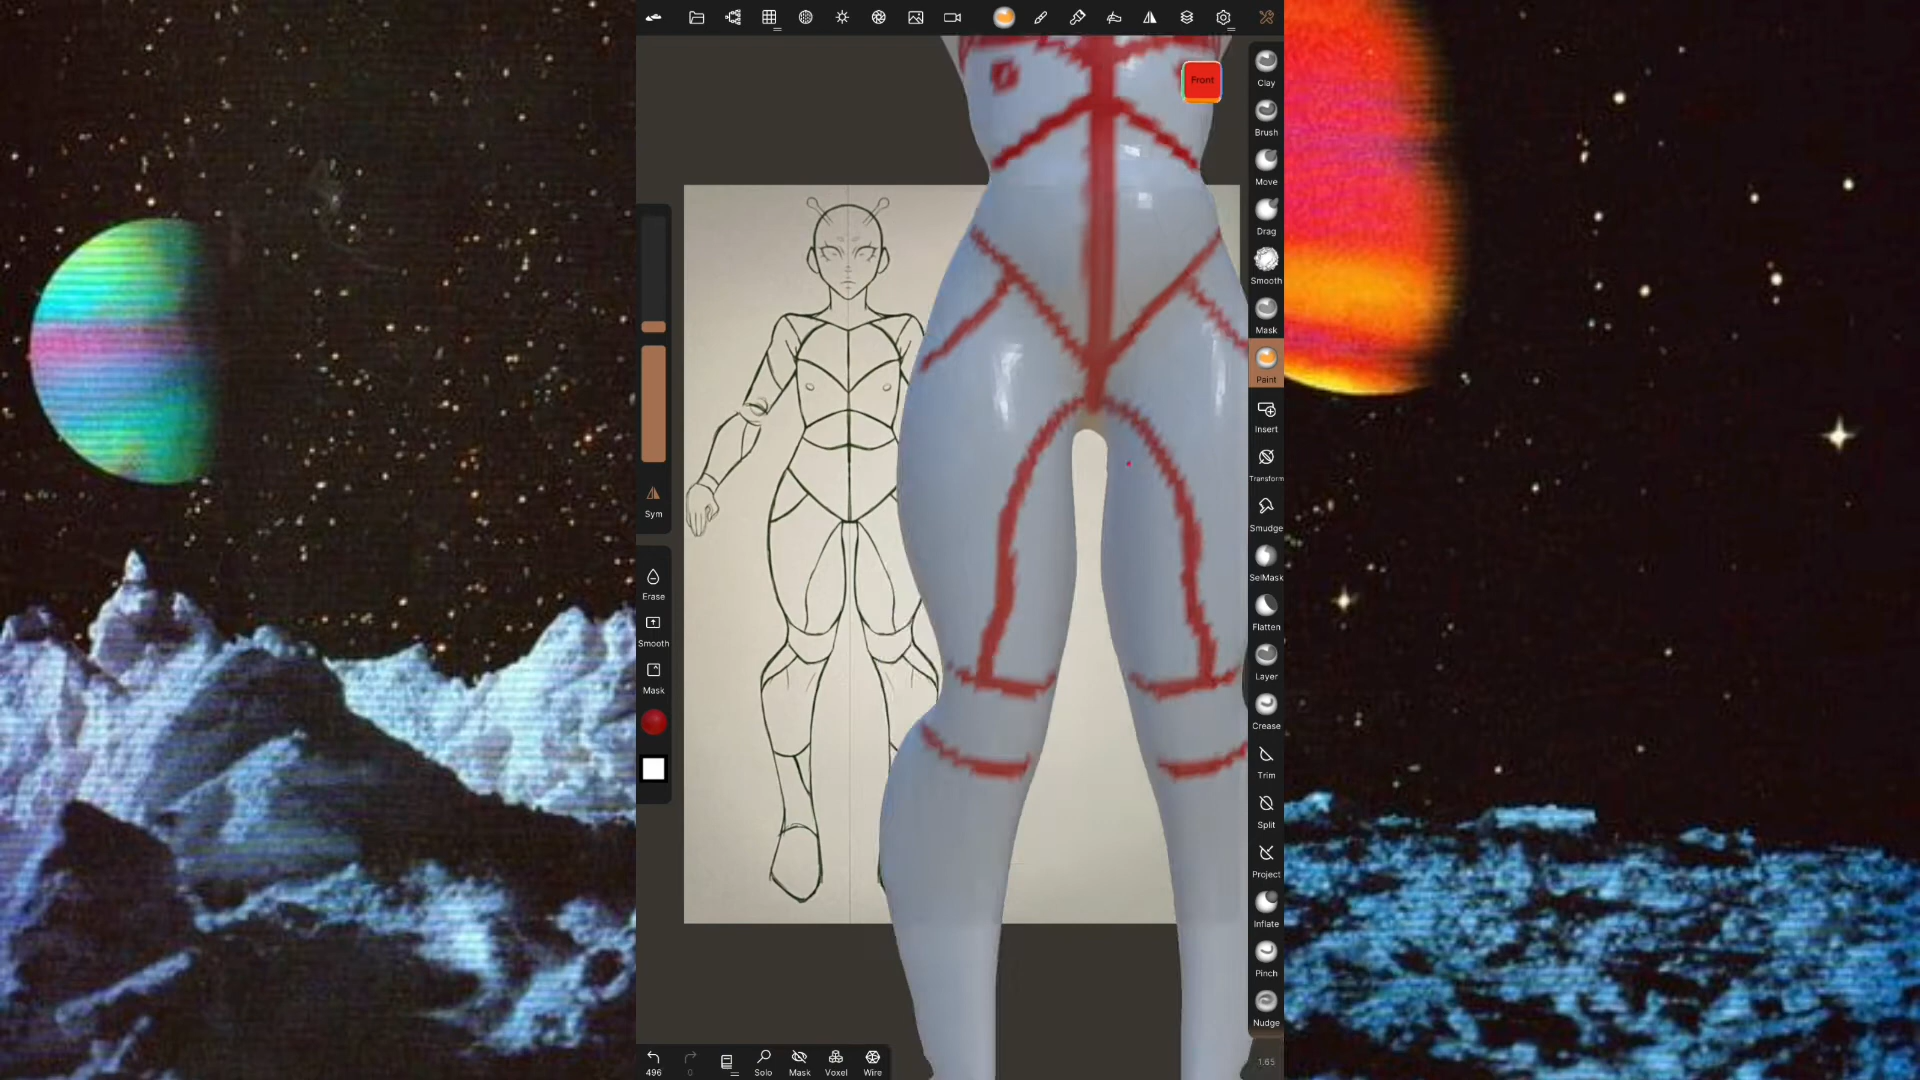 Front
Clay
Brush
Move
Drag
Smooth
Mask
Paint
Insert
Transform
Smudge
SelMask
Flatten
Layer
Crease
Trim
Split
Project
Inflate
Pinch
Nudge
1.65
Sym
Erase
Smooth
Mask
496
0
Solo
Mask
Voxel
Wire